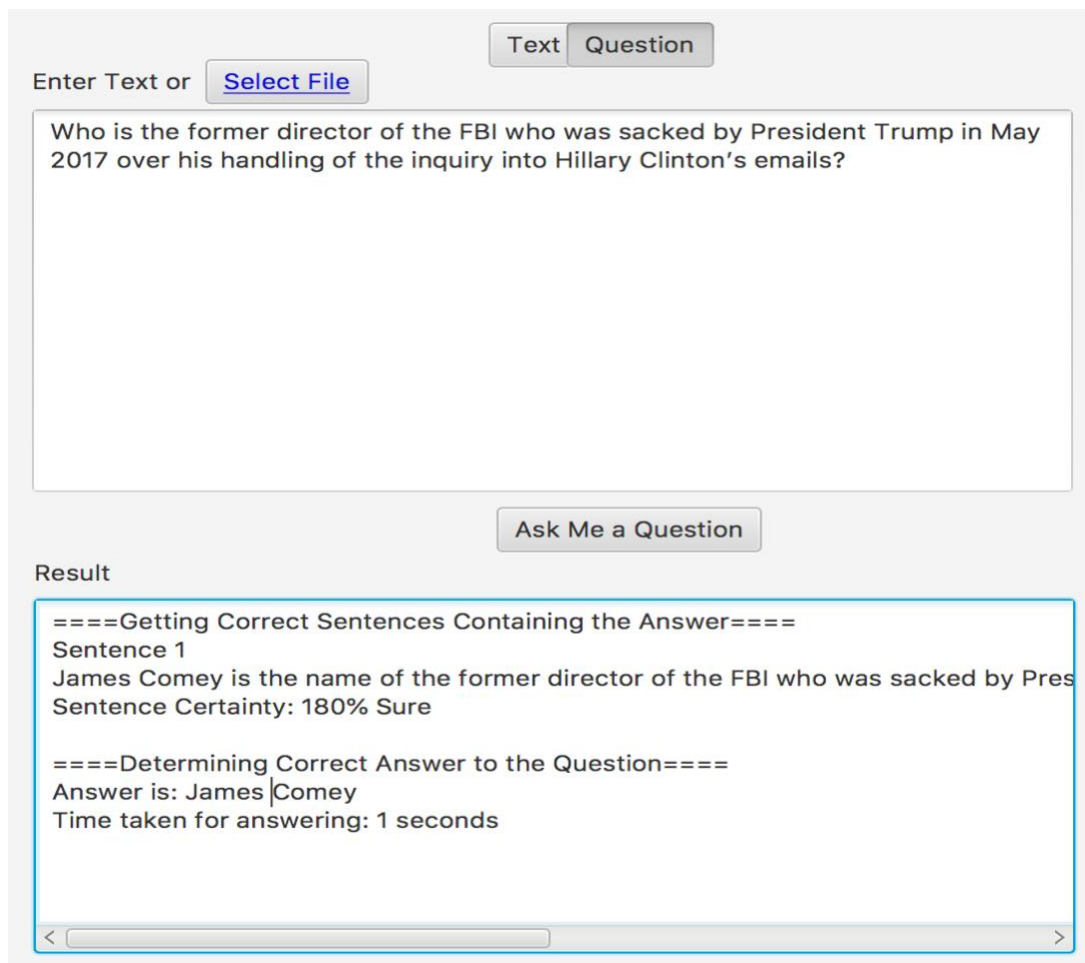 Text Question
Enter Text or Select File
Who is the former director of the FBI who was sacked by President Trump in May
2017 over his handling of the inquiry into Hillary Clinton’s emails?
Ask Me a Question
Result
====Getting Correct Sentences Containing the Answer====
Sentence 1
James Comey is the name of the former director of the FBI who was sacked by Pres
Sentence Certainty: 180% Sure
====Determining Correct Answer to the Question====
Answer is: James Comey
Time taken for answering: 1 seconds